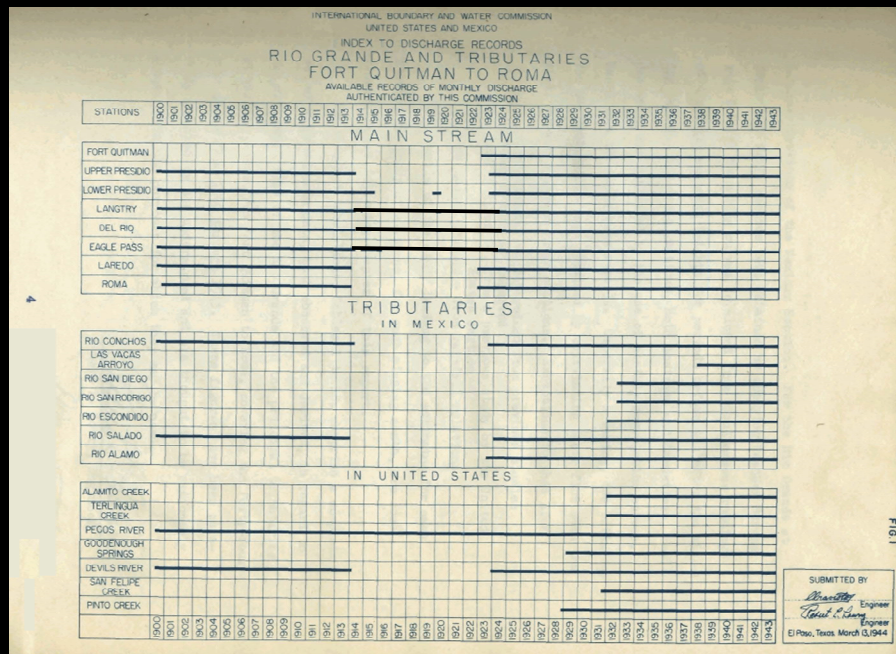 INTERNATIONAL BOUNDARY AND WATER COMMISSION
UNITED STATES AND MEXICO
INDEX TO DISCHARGE RECORDS
RIO GRANDE AND TRIBUTARIES
FORT QUITMAN TO ROMA
AVAILABLE RECORDS OF MONTHLY DISCHARGE
AUTHENTICATED BY THIS COMMISSION
STATIONS 1900 1901 1902 1903 1904 1905 1906 1907 1908 1909 1910 1911 1912 1913 1914 1915 1916 1917 1918 1919 1920 1921 1922 1923 1924 1925 1926 1927 1928 1929 1930 1931 1932 1933 1934 1935 1936 1937 1938 1939 1940 1941 1942 1943
MAIN STREAM
FORT QUITMAN
UPPER PRESIDIO
LOWER PRESIDIO
LANGTRY
DEL RIO
EAGLE PASS
LAREDO
ROMA
4
TRIBUTARIES
IN MEXICO
RIO CONCHOS
LAS VACAS
ARROYO
RIO SAN DIEGO
RIO SAN RODRIGO
RIO ESCONDIDO
RIO SALADO
RIO ALAMO
IN UNITED STATES
ALAMITO CREEK
TERLINGUA
CREEK
PECOS RIVER
GOODENOUGH
SPRINGS
DEVILS RIVER
SAN FELIPE
CREEK
PINTO CREEK
1900 1901 1902 1903 1904 1905 1906 1907 1908 1909 1910 1911 1912 1913 1914 1915 1916 1917 1918 1919 1920 1921 1922 1923 1924 1925 1926 1927 1928 1929 1930 1931 1932 1933 1934 1935 1936 1937 1938 1939 1940 1941 1942 1943
FIG. 1
SUBMITTED BY
Engineer
Engineer
El Paso, Texas. March 13, 1944